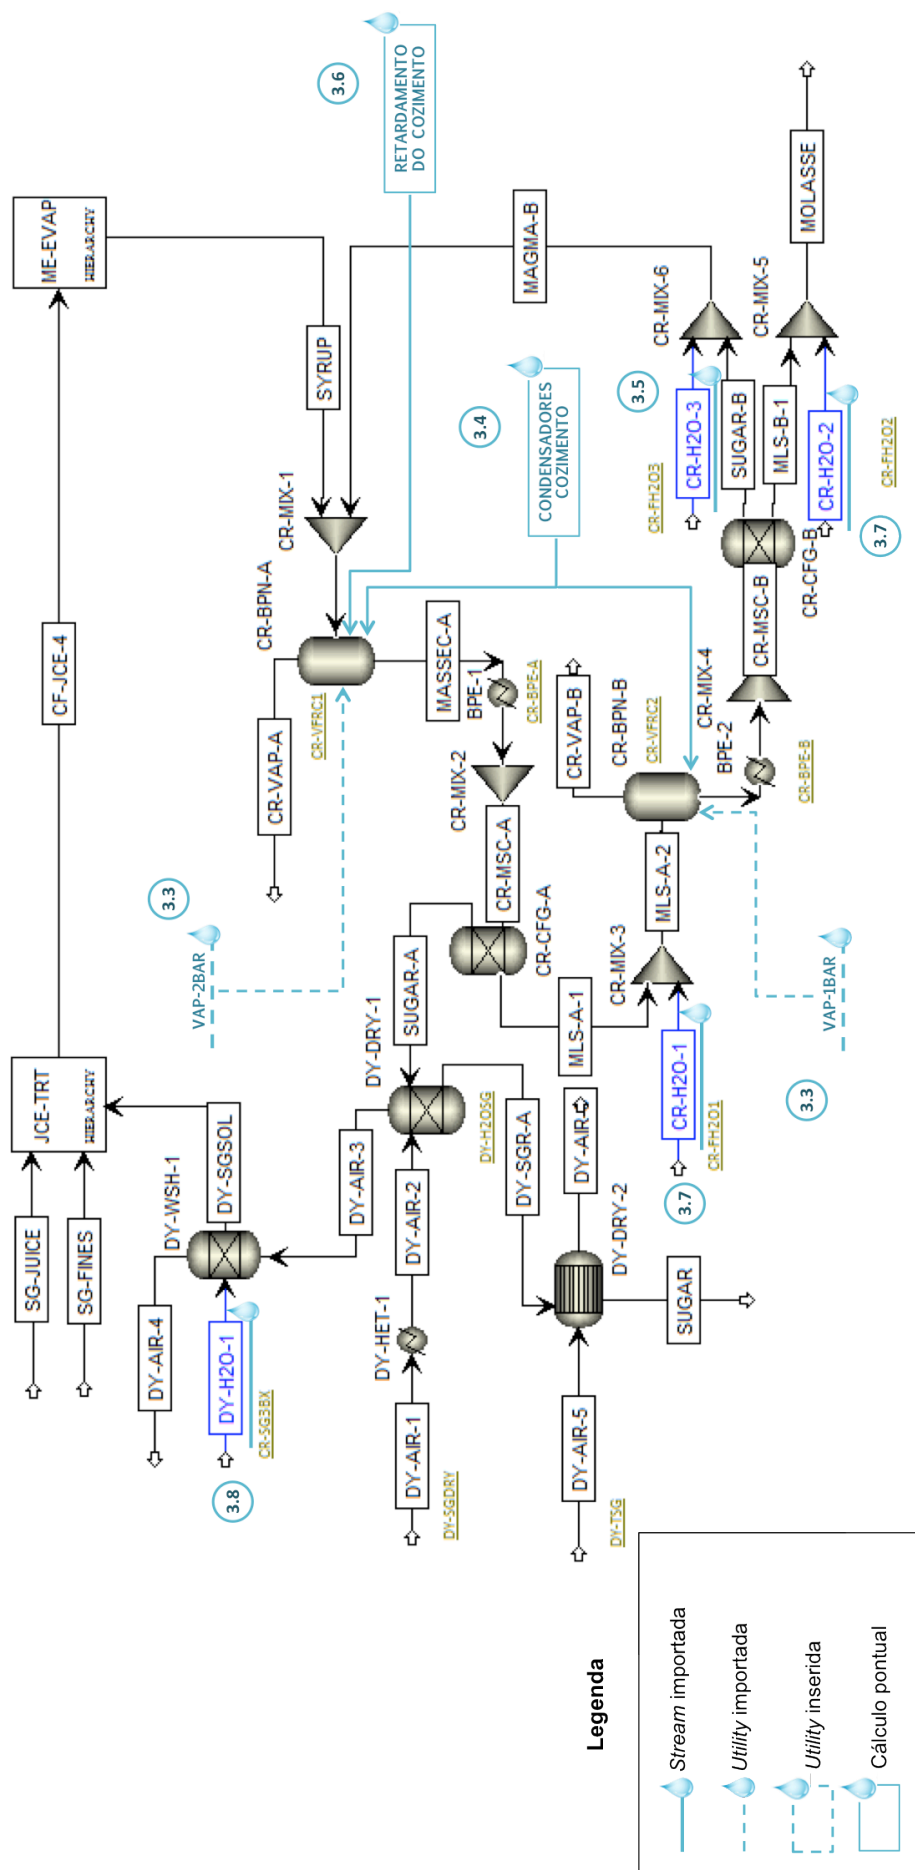 SG-JUICE
SG-FINES
JCE-TRT
HIERARCHY
CF-JCE-4
ME-EVAP
HIERARCHY
DY-AIR-4
DY-WSH-1
DY-SGSOL
DY-H2O-1
CR-SG3BX
3.8
3.3
VAP-2BAR
CR-VAP-A
CR-BPN-A
CR-VFRC1
CR-MIX-1
SYRUP
3.6
RETARDAMENTO
DO COZIMENTO
DY-AIR-1
DY-SGDRY
DY-HET-1
DY-AIR-2
DY-AIR-3
DY-DRY-1
DY-H2OSG
SUGAR-A
CR-CFG-A
CR-MSC-A
CR-MIX-2
MASSEC-A
BPE-1
CR-BPE-A
3.4
CONDENSADORES
COZIMENTO
MAGMA-B
DY-AIR-5
DY-TSG
DY-SGR-A
DY-DRY-2
SUGAR
MLS-A-1
3.7
CR-H2O-1
CR-FH2O1
CR-MIX-3
MLS-A-2
CR-VAP-B
CR-BPN-B
CR-VFRC2
CR-MIX-4
BPE-2
CR-BPE-B
3.3
VAP-1BAR
CR-MSC-B
CR-CFG-B
SUGAR-B
MLS-B-1
CR-FH2O3
CR-H2O-3
3.5
CR-MIX-6
CR-MIX-5
CR-H2O-2
CR-FH2O2
3.7
MOLASSE
Legenda
Stream importada
Utility importada
Utility inserida
Cálculo pontual